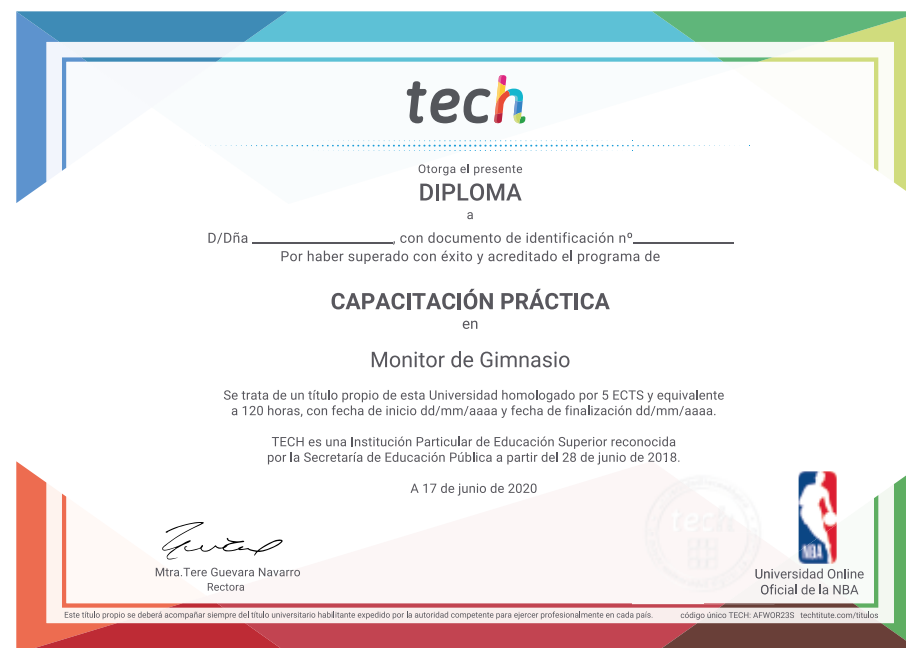 tech
Otorga el presente
DIPLOMA
a
D/Dña ____________________, con documento de identificación nº______________
Por haber superado con éxito y acreditado el programa de
CAPACITACIÓN PRÁCTICA
en
Monitor de Gimnasio
Se trata de un título propio de esta Universidad homologado por 5 ECTS y equivalente
a 120 horas, con fecha de inicio dd/mm/aaaa y fecha de finalización dd/mm/aaaa.
TECH es una Institución Particular de Educación Superior reconocida
por la Secretaría de Educación Pública a partir del 28 de junio de 2018.
A 17 de junio de 2020
tech
NBA
Mtra.Tere Guevara Navarro
Rectora
Universidad Online
Oficial de la NBA
Este título propio se deberá acompañar siempre del título universitario habilitante expedido por la autoridad competente para ejercer profesionalmente en cada país.
código único TECH: AFWOR23S techtitute.com/titulos